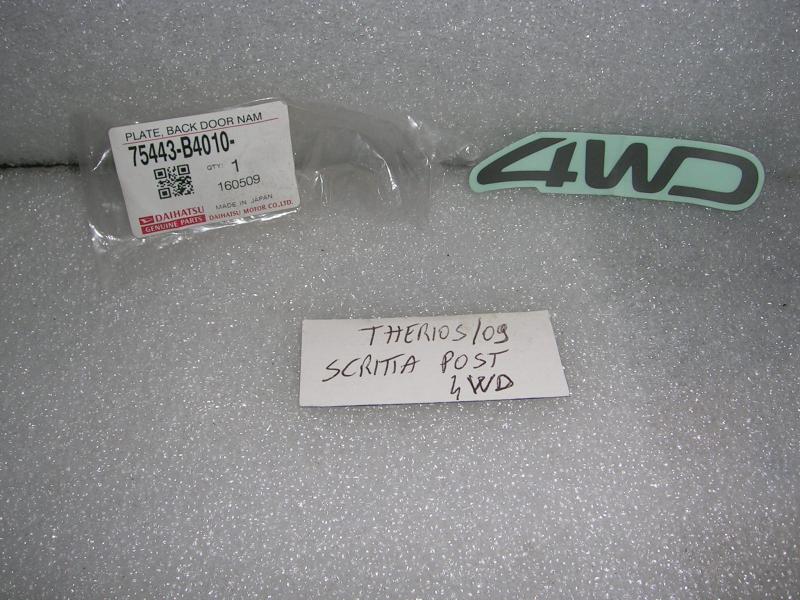 PLATE, BACK DOOR NAM
75443-B4010-
QTY: 1
160509
MADE IN JAPAN
DAIHATSU
GENUINE PARTS
DAIHATSU MOTOR CO.,LTD.
4WD
THERIOS/09
SCRITTA POST
4WD